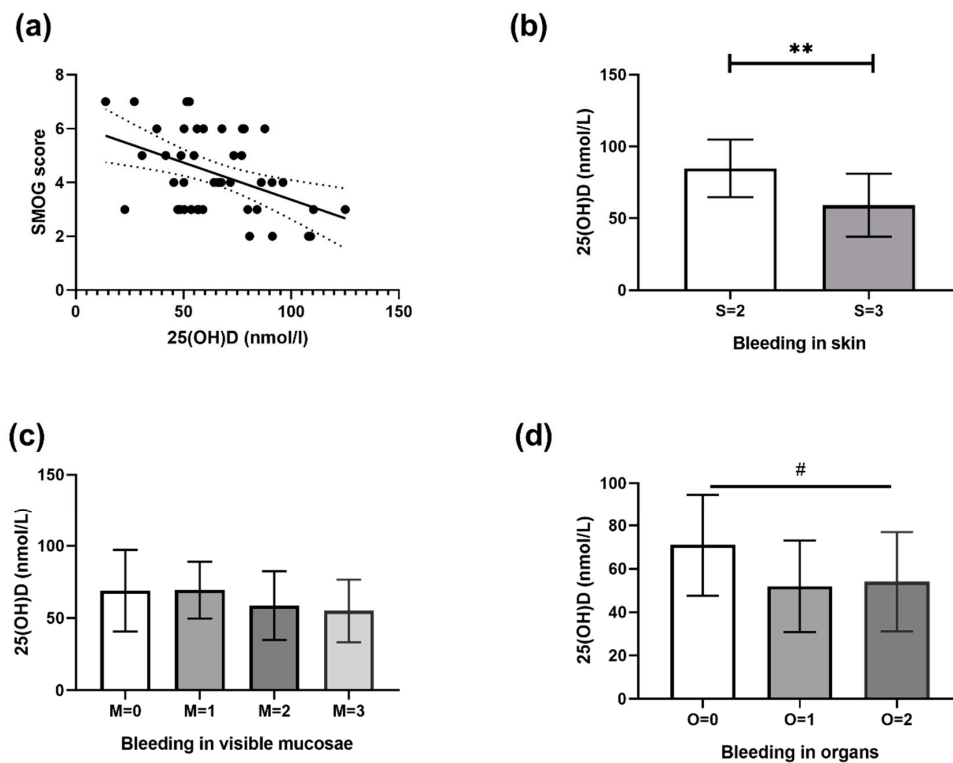 (a)
SMOG score
8
6
4
2
0
0 50 100 150
25(OH)D (nmol/l)
(b)
**
25(OH)D (nmol/L)
150
100
50
0
S=2 S=3
Bleeding in skin
(c)
25(OH)D (nmol/L)
150
100
50
0
M=0 M=1 M=2 M=3
Bleeding in visible mucosae
(d)
#
25(OH)D (nmol/L)
100
80
60
40
20
0
O=0 O=1 O=2
Bleeding in organs